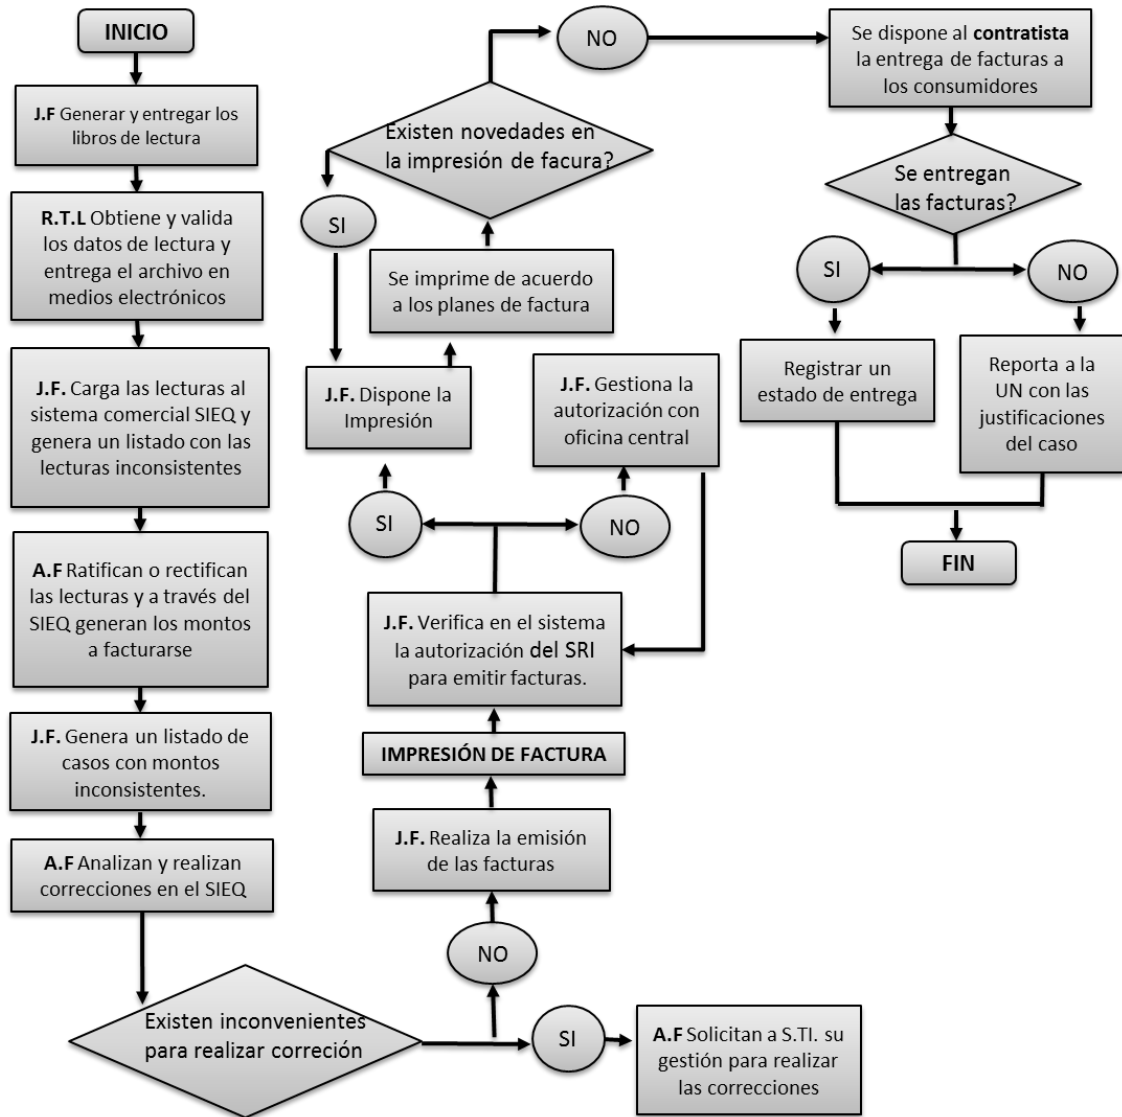 INICIO
J.F Generar y entregar los
libros de lectura
R.T.L Obtiene y valida
los datos de lectura y
entrega el archivo en
medios electrónicos
J.F. Carga las lecturas al
sistema comercial SIEQ y
genera un listado con las
lecturas inconsistentes
A.F Ratifican o rectifican
las lecturas y a través del
SIEQ generan los montos
a facturarse
J.F. Genera un listado de
casos con montos
inconsistentes.
A.F Analizan y realizan
correcciones en el SIEQ
Existen inconvenientes
para realizar correción
SI
A.F Solicitan a S.TI. su
gestión para realizar
las correcciones
NO
J.F. Realiza la emisión
de las facturas
IMPRESIÓN DE FACTURA
J.F. Verifica en el sistema
la autorización del SRI
para emitir facturas.
NO
J.F. Gestiona la
autorización con
oficina central
SI
J.F. Dispone la
Impresión
Se imprime de acuerdo
a los planes de factura
Existen novedades en
la impresión de facura?
SI
NO
Se dispone al contratista
la entrega de facturas a
los consumidores
Se entregan
las facturas?
SI
NO
Registrar un
estado de entrega
Reporta a la
UN con las
justificaciones
del caso
FIN